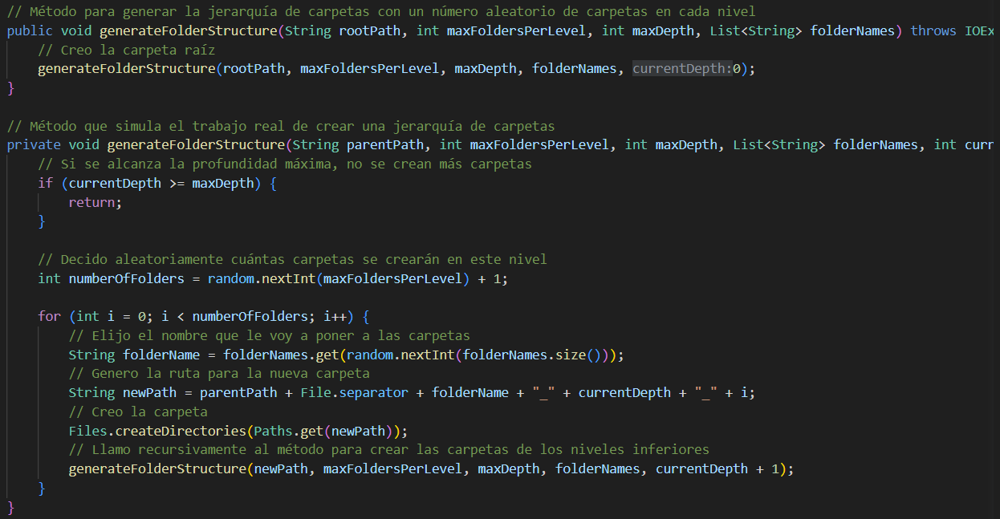 // Método para generar la jerarquía de carpetas con un número aleatorio de carpetas en cada nivel
public void generateFolderStructure(String rootPath, int maxFoldersPerLevel, int maxDepth, List<String> folderNames) throws IOEx
// Creo la carpeta raíz
generateFolderStructure(rootPath, maxFoldersPerLevel, maxDepth, folderNames, currentDepth:0);
}
// Método que simula el trabajo real de crear una jerarquía de carpetas
private void generateFolderStructure(String parentPath, int maxFoldersPerLevel, int maxDepth, List<String> folderNames, int curr
// Si se alcanza la profundidad máxima, no se crean más carpetas
if (currentDepth >= maxDepth) {
return;
}
// Decido aleatoriamente cuántas carpetas se crearán en este nivel
int numberOfFolders = random.nextInt(maxFoldersPerLevel) + 1;
for (int i = 0; i < numberOfFolders; i++) {
// Elijo el nombre que le voy a poner a las carpetas
String folderName = folderNames.get(random.nextInt(folderNames.size()));
// Genero la ruta para la nueva carpeta
String newPath = parentPath + File.separator + folderName + "_" + currentDepth + "_" + i;
// Creo la carpeta
Files.createDirectories(Paths.get(newPath));
// Llamo recursivamente al método para crear las carpetas de los niveles inferiores
generateFolderStructure(newPath, maxFoldersPerLevel, maxDepth, folderNames, currentDepth + 1);
}
}